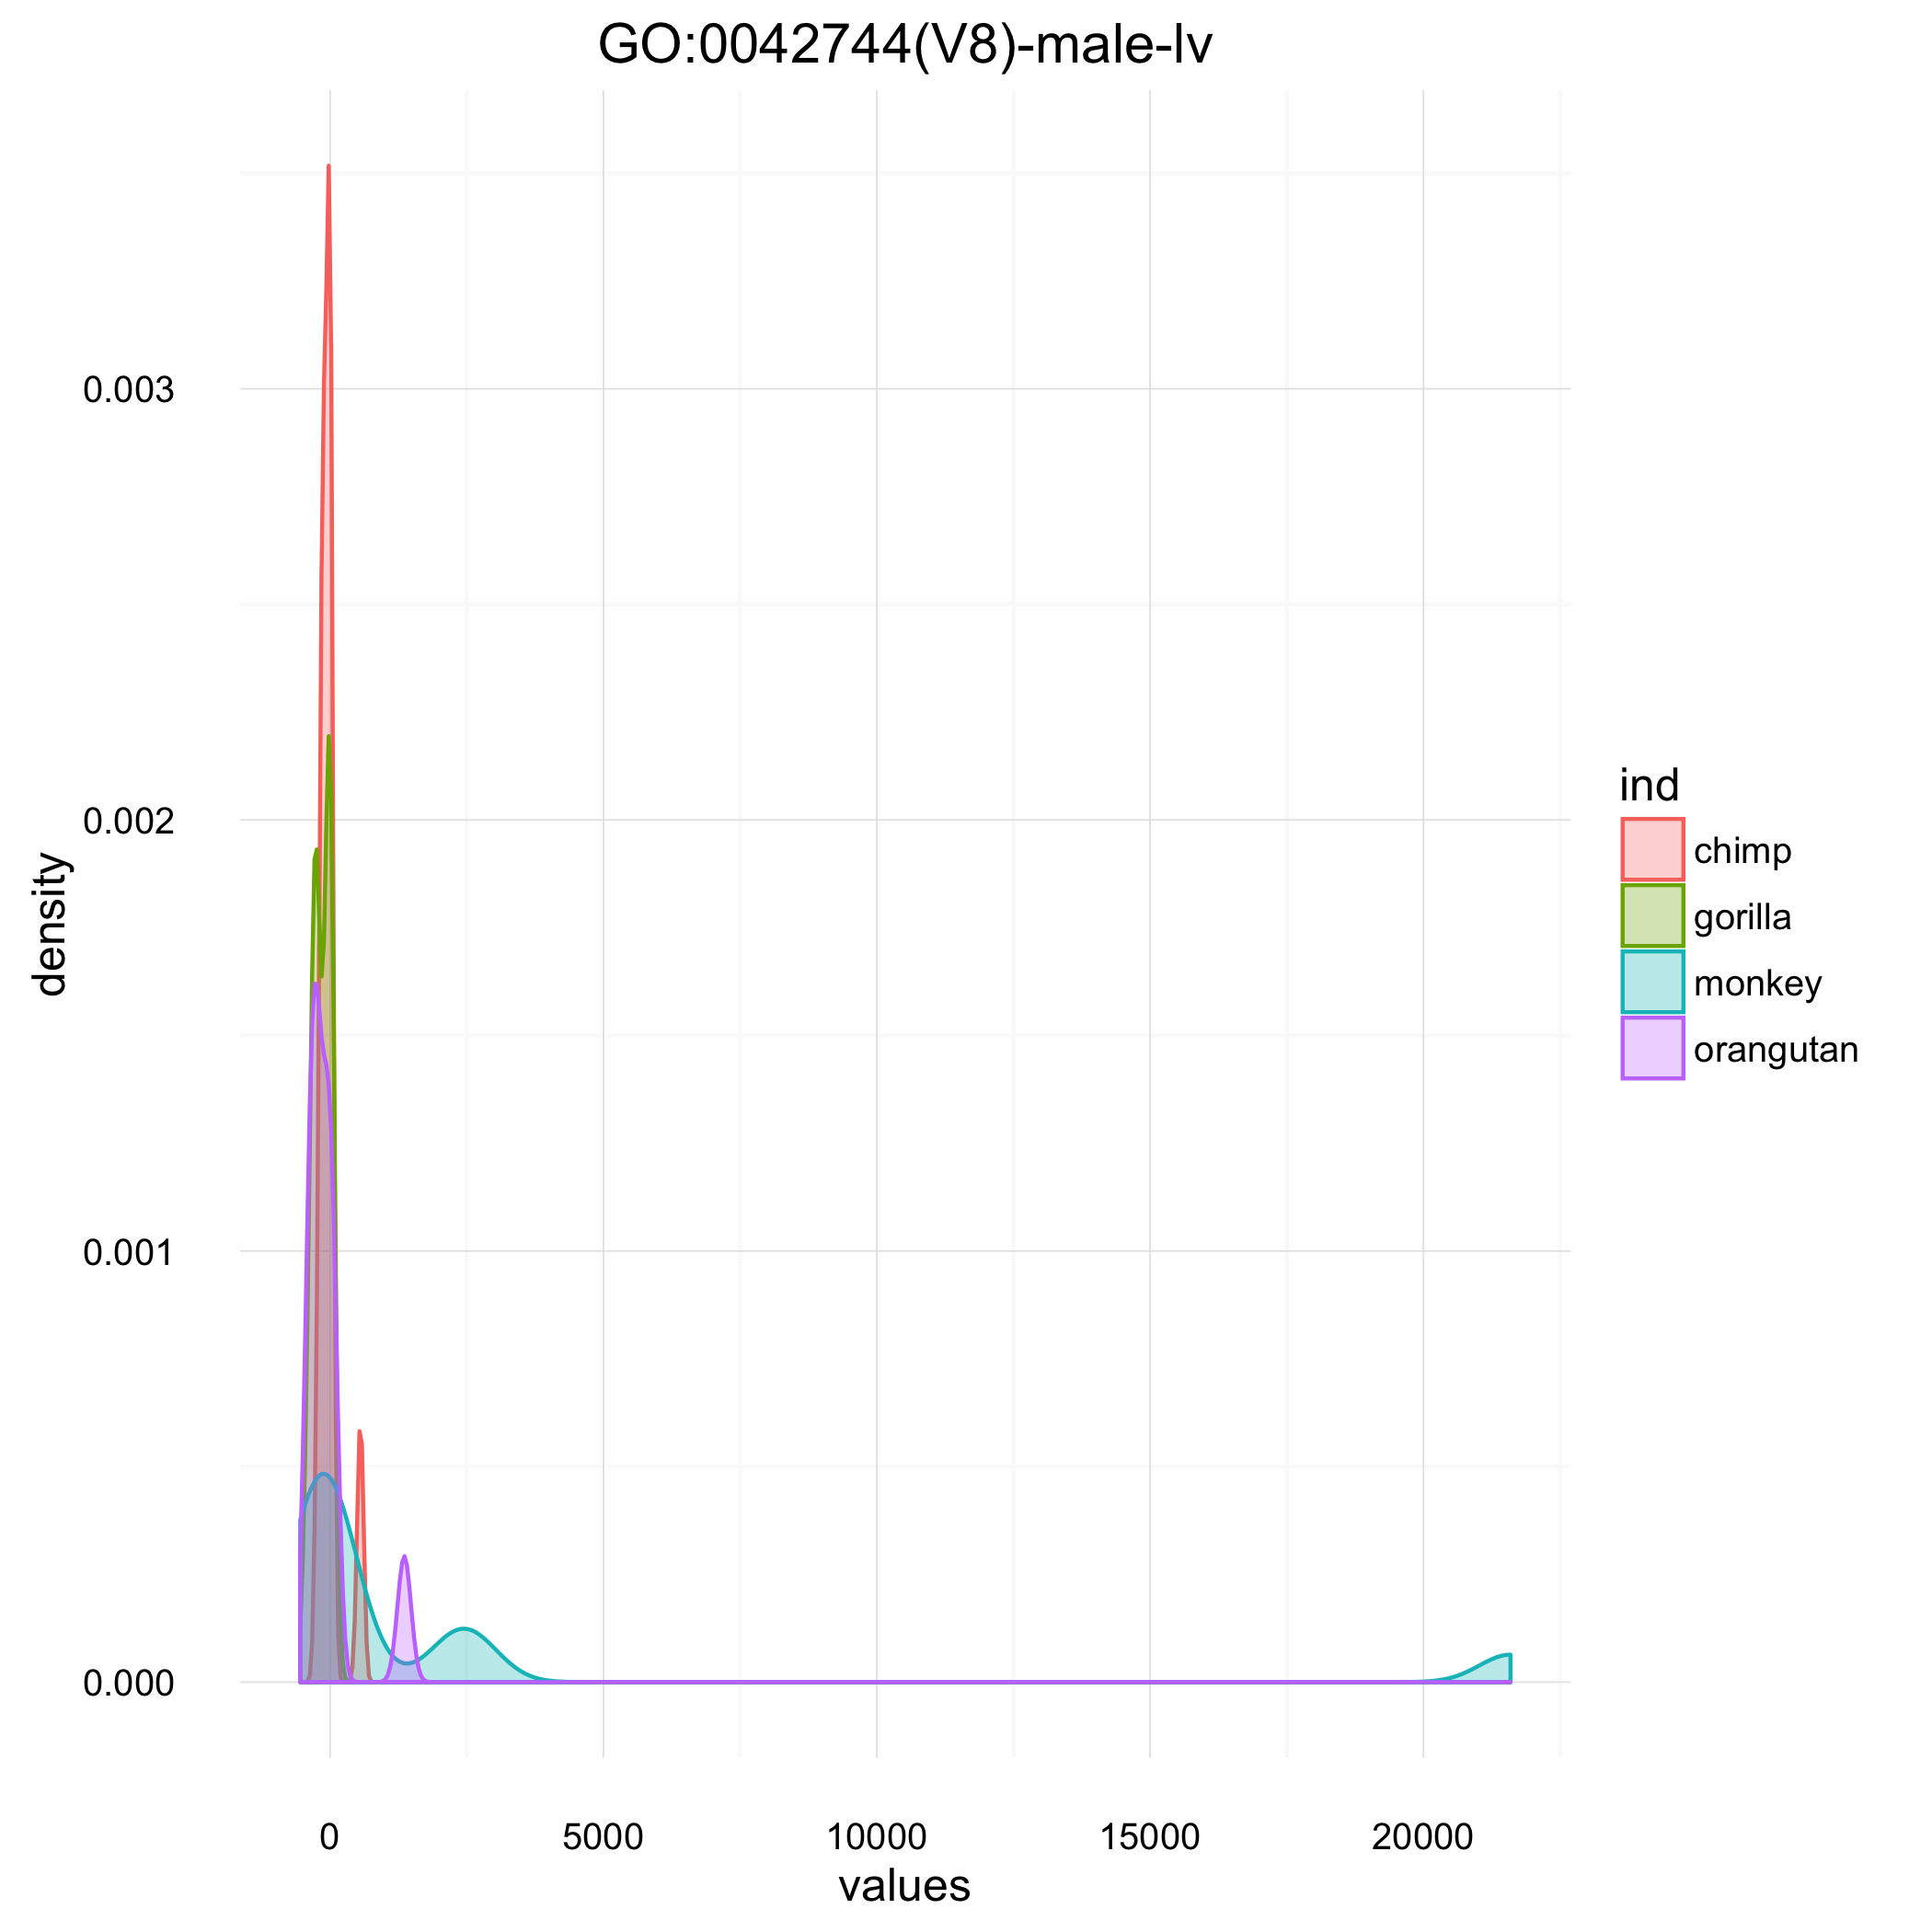 GO:0042744(V8)-male-lv
density
0.003
0.002
0.001
0.000
0 5000 10000 15000 20000
values
ind
chimp
gorilla
monkey
orangutan